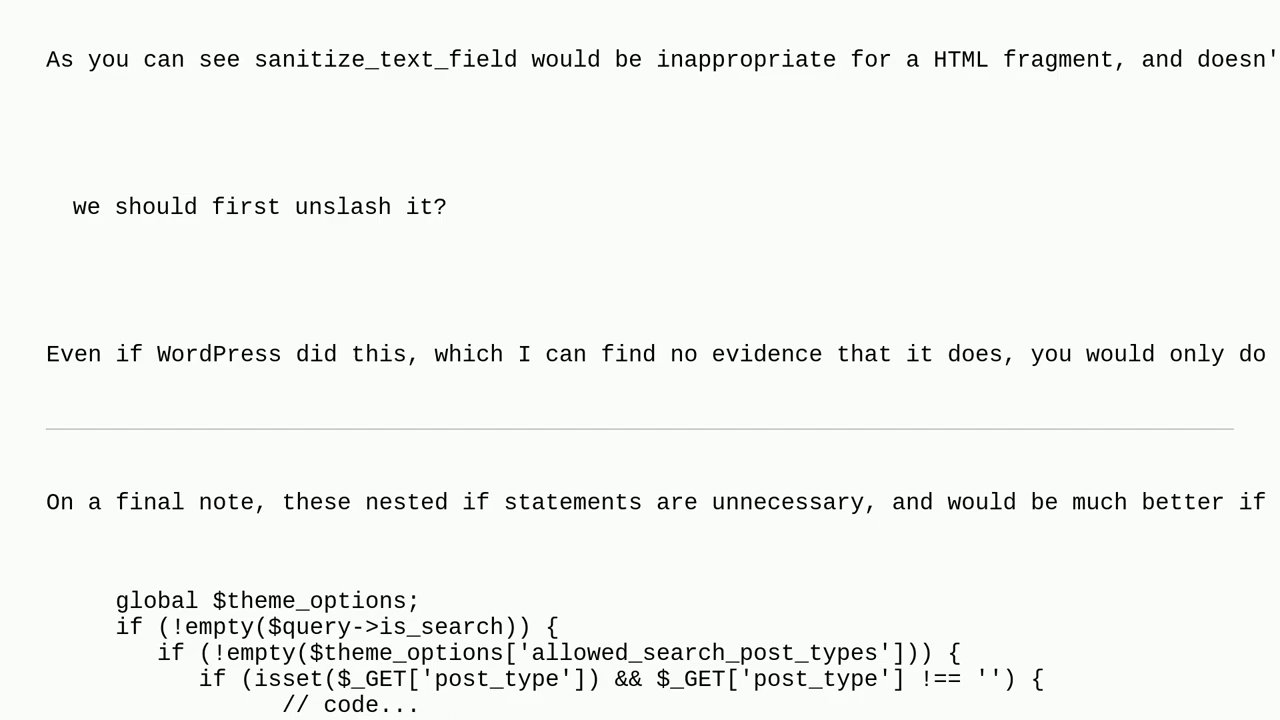 As you can see sanitize_text_field would be inappropriate for a HTML fragment, and doesn'
we should first unslash it?
Even if WordPress did this, which I can find no evidence that it does, you would only do
On a final note, these nested if statements are unnecessary, and would be much better if
global $theme_options;
if (!empty($query->is_search)) {
if (!empty($theme_options['allowed_search_post_types'])) {
if (isset($_GET['post_type']) && $_GET['post_type'] !== '') {
// code...